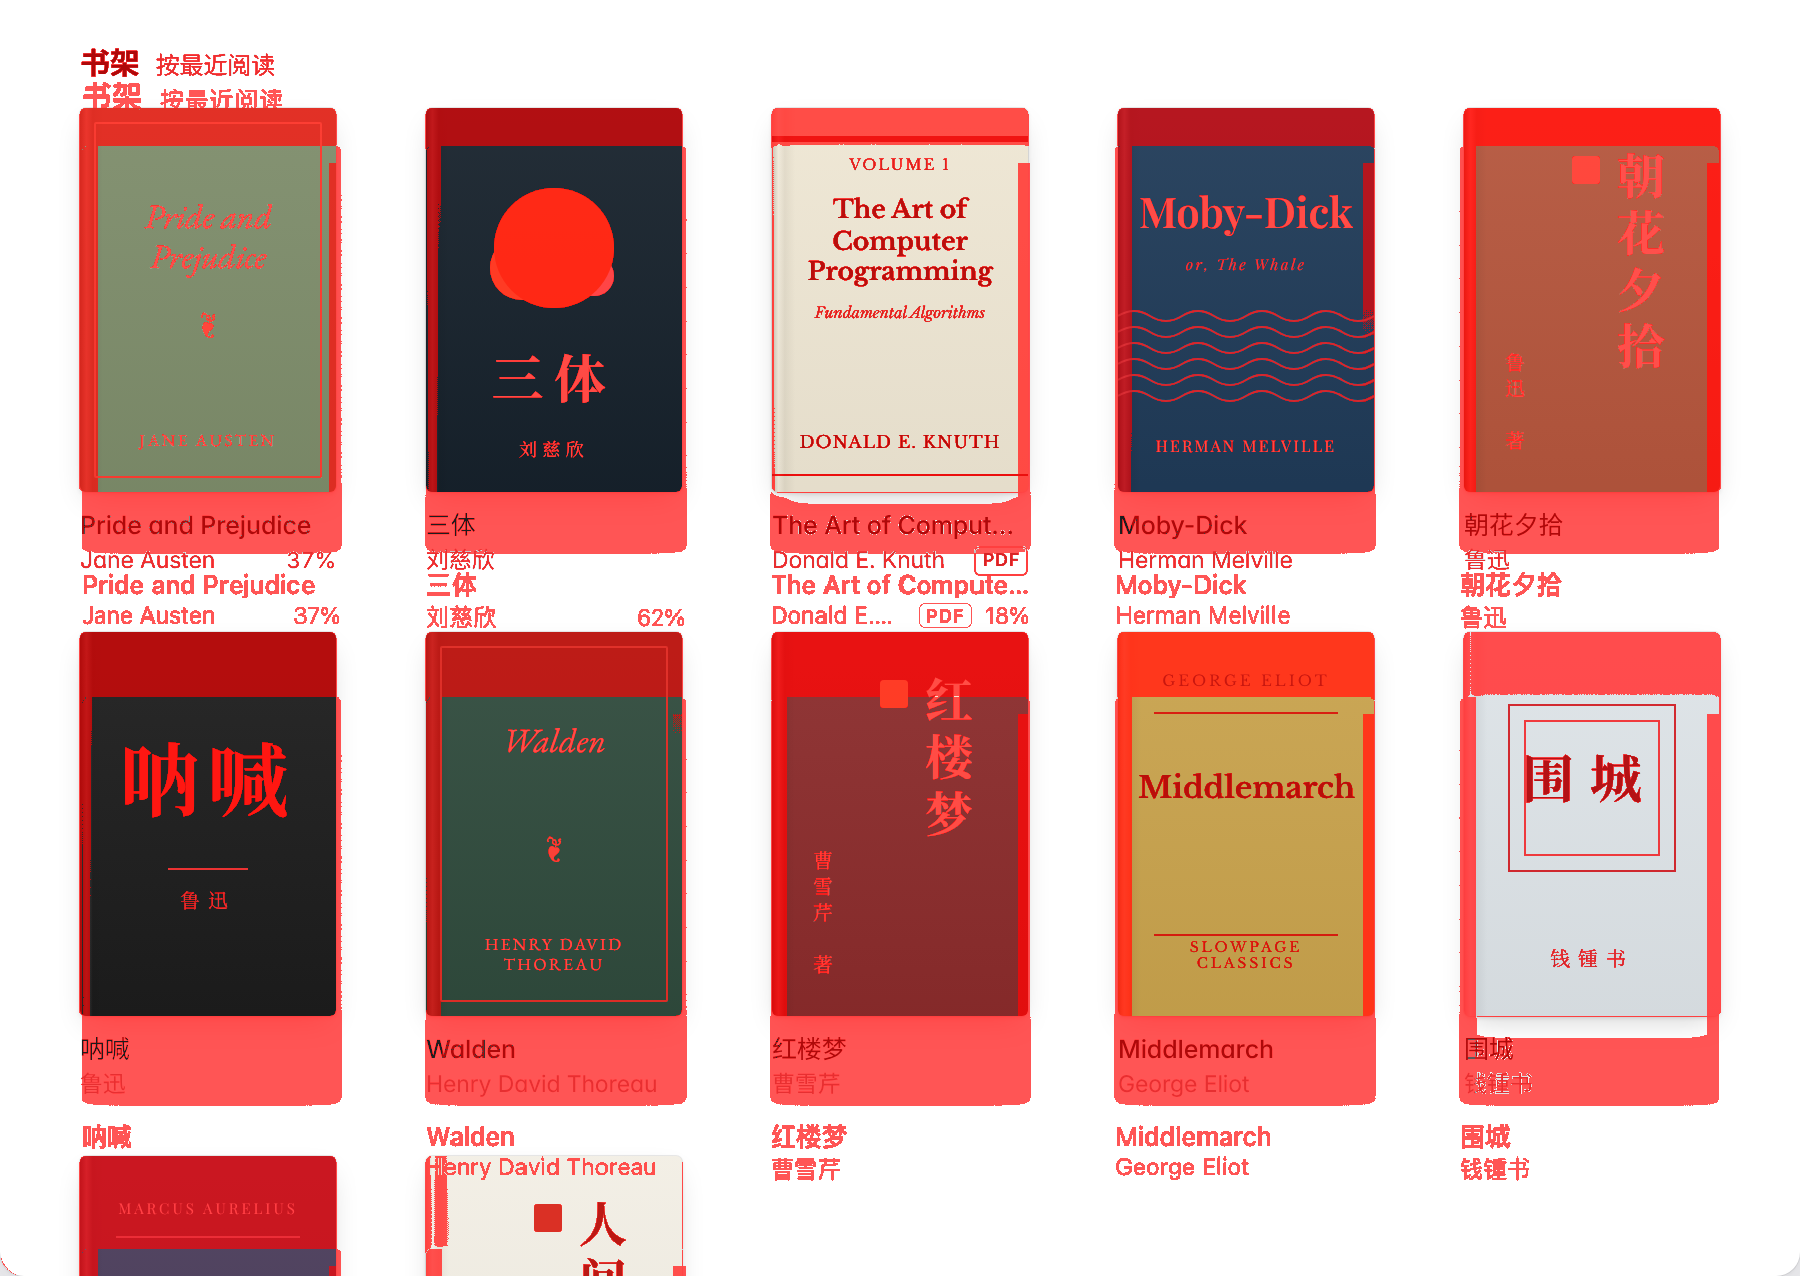 书架 按最近阅读
书架 按最近阅读
Pride and
Prejudice
JANE AUSTEN
三体
刘慈欣
VOLUME 1
The Art of
Computer
Programming
Fundamental Algorithms
DONALD E. KNUTH
Moby-Dick
or, The Whale
HERMAN MELVILLE
朝花夕拾
鲁迅 著
Pride and Prejudice
Jane Austen 37%
Pride and Prejudice
Jane Austen 37%
三体
刘慈欣
三体
刘慈欣 62%
The Art of Comput...
Donald E. Knuth PDF
The Art of Compute...
Donald E.... PDF 18%
Moby-Dick
Herman Melville
Moby-Dick
Herman Melville
朝花夕拾
鲁迅
朝花夕拾
鲁迅
呐喊
鲁迅
Walden
HENRY DAVID
THOREAU
红楼梦
曹雪芹 著
GEORGE ELIOT
Middlemarch
SLOWPAGE
CLASSICS
围城
钱锺书
呐喊
鲁迅
呐喊
Walden
Henry David Thoreau
Walden
Henry David Thoreau
红楼梦
曹雪芹
红楼梦
曹雪芹
Middlemarch
George Eliot
Middlemarch
George Eliot
围城
钱锺书
围城
钱锺书
MARCUS AURELIUS
人